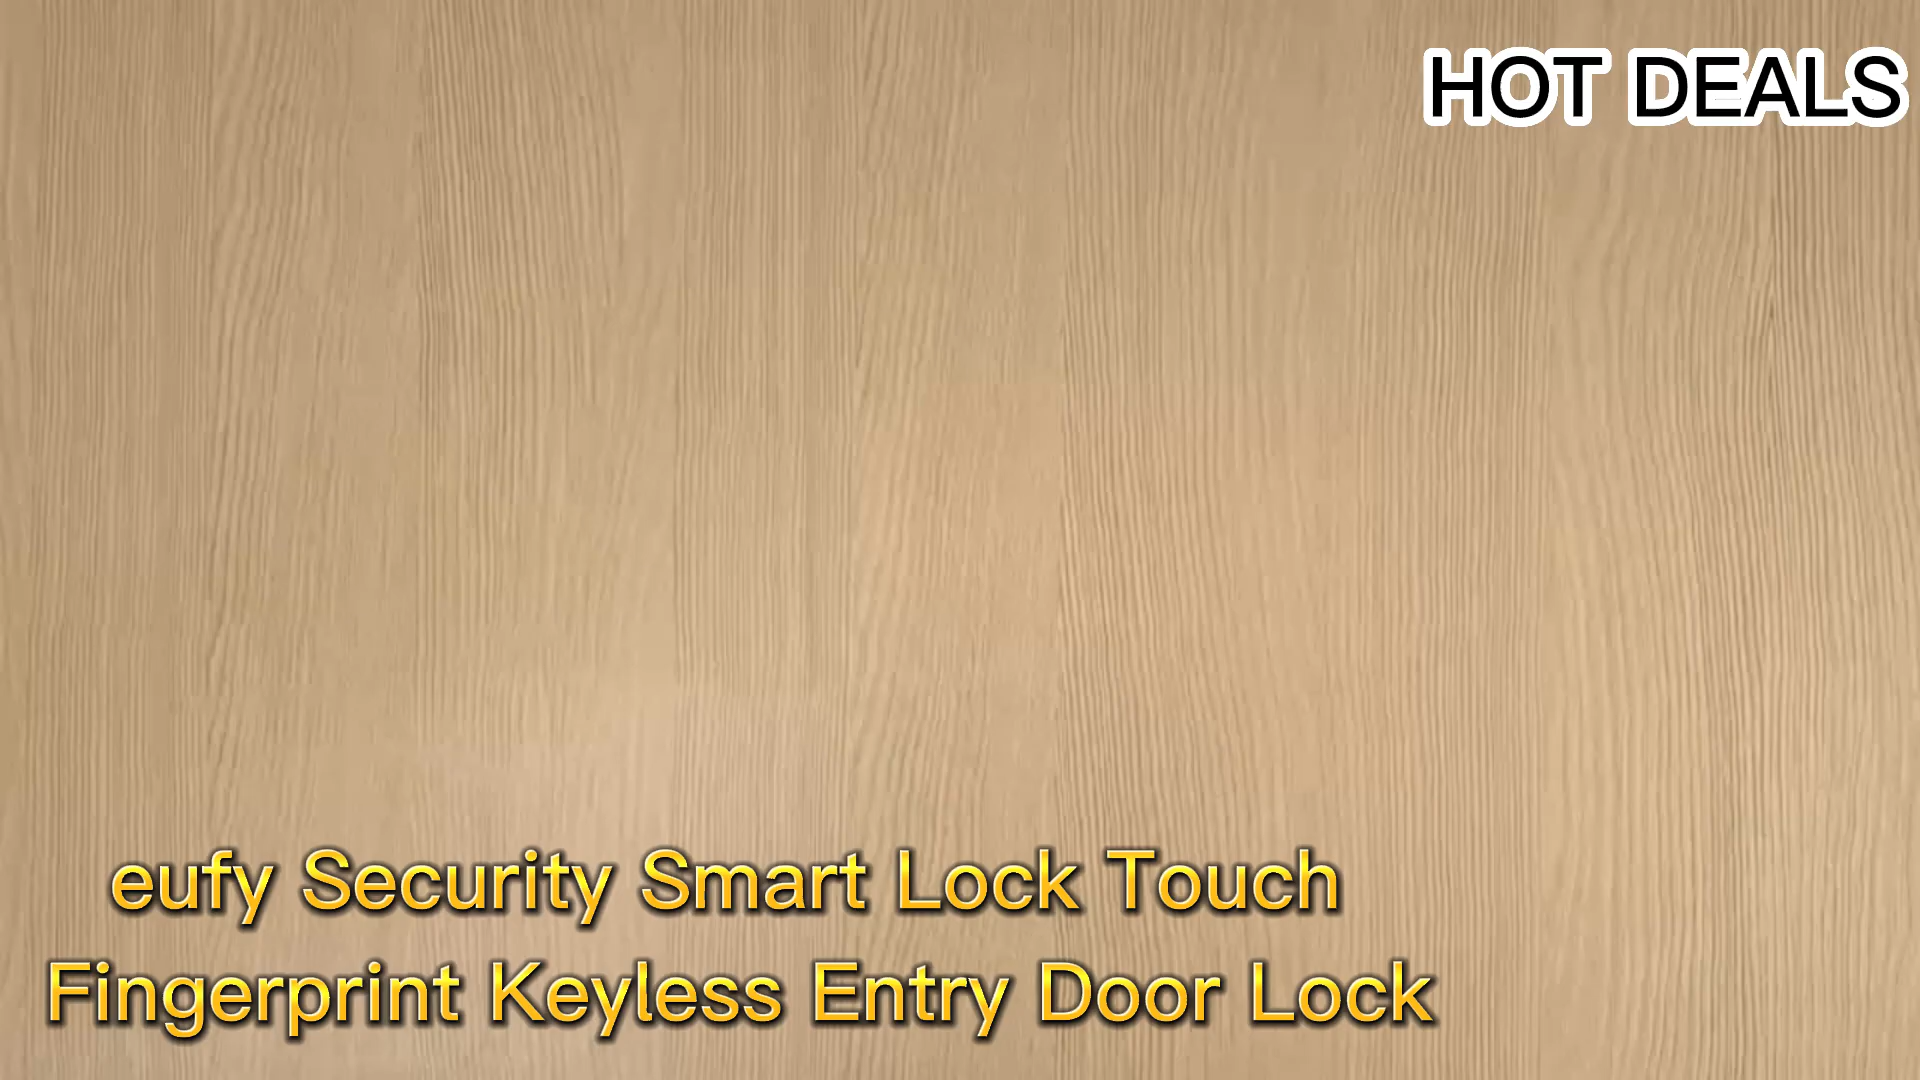 HOT DEALS
eufy Security Smart Lock Touch
Fingerprint Keyless Entry Door Lock